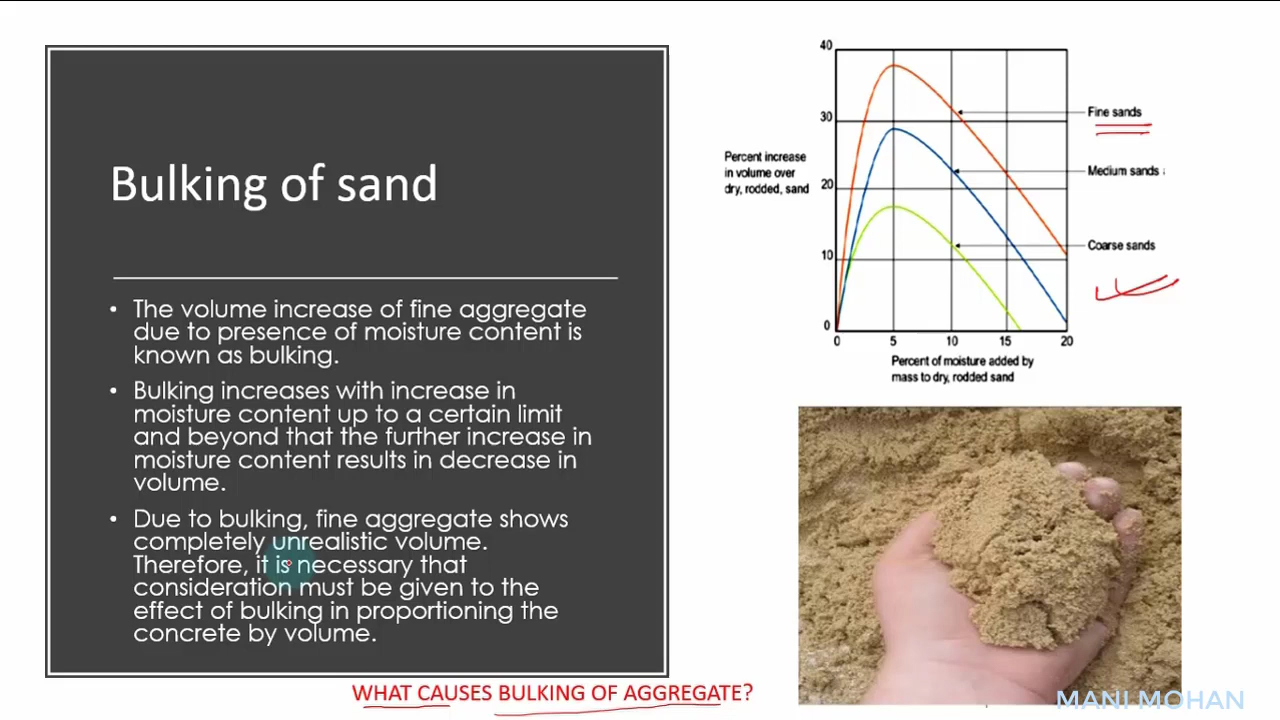 Bulking of sand
• The volume increase of fine aggregate
due to presence of moisture content is
known as bulking.
• Bulking increases with increase in
moisture content up to a certain limit
and beyond that the further increase in
moisture content results in decrease in
volume.
• Due to bulking, fine aggregate shows
completely unrealistic volume.
Therefore, it is necessary that
consideration must be given to the
effect of bulking in proportioning the
concrete by volume.
WHAT CAUSES BULKING OF AGGREGATE?
40
30
20
10
0
Percent increase
in volume over
dry, rodded, sand
Fine sands
Medium sands
Coarse sands
0 5 10 15 20
Percent of moisture added by
mass to dry, rodded sand
MANI MOHAN